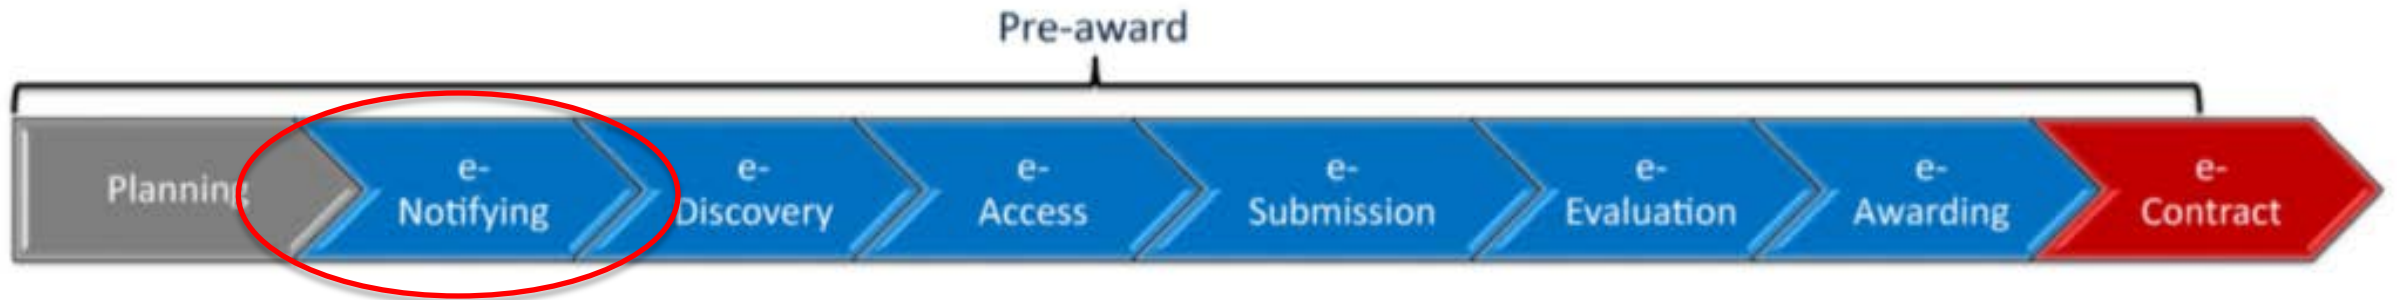 Pre-award
Planning
e-
Notifying
e-
Discovery
e-
Access
e-
Submission
e-
Evaluation
e-
Awarding
e-
Contract